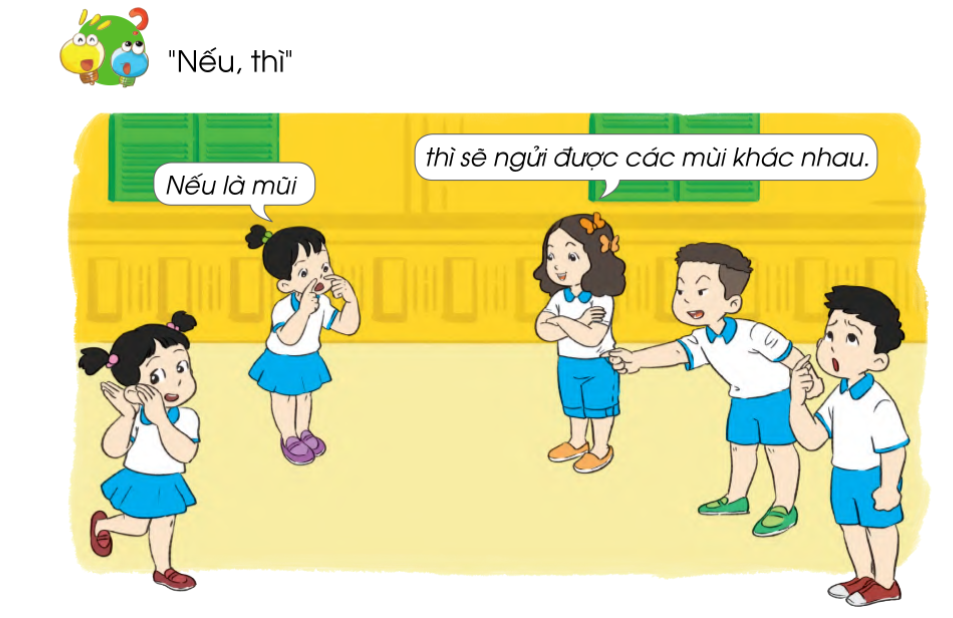 "Nếu, thì"
Nếu là mũi
thì sẽ ngửi được các mùi khác nhau.